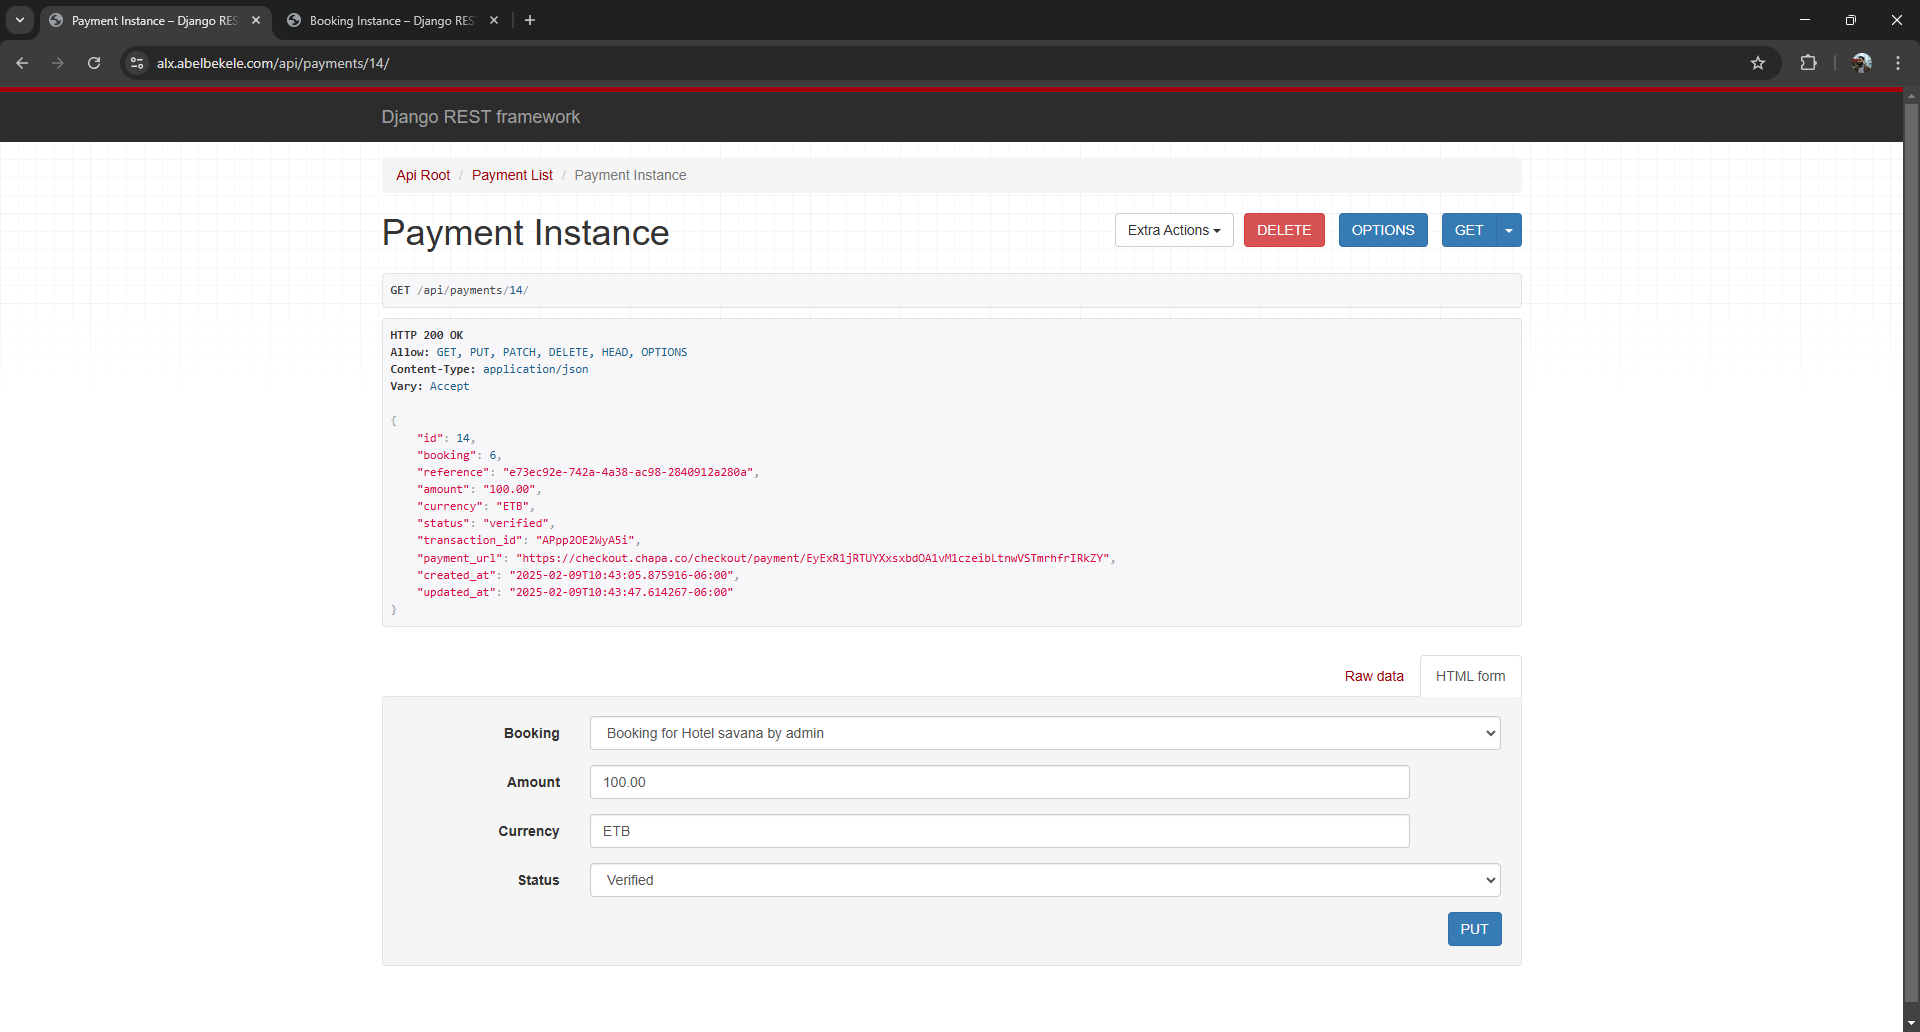 Payment Instance – Django RES
Booking Instance – Django RES
alx.abelbekele.com/api/payments/14/
Django REST framework
Api Root / Payment List / Payment Instance
Payment Instance
Extra Actions
DELETE
OPTIONS
GET
GET /api/payments/14/
HTTP 200 OK
Allow: GET, PUT, PATCH, DELETE, HEAD, OPTIONS
Content-Type: application/json
Vary: Accept
{
"id": 14,
"booking": 6,
"reference": "e73ec92e-742a-4a38-ac98-2840912a280a",
"amount": "100.00",
"currency": "ETB",
"status": "verified",
"transaction_id": "APpp2OE2WyA5i",
"payment_url": "https://checkout.chapa.co/checkout/payment/EyExR1jRTUYXxsxbdOA1vM1czeibLtnwVSTmrhfrIRkZY",
"created_at": "2025-02-09T10:43:05.875916-06:00",
"updated_at": "2025-02-09T10:43:47.614267-06:00"
}
Raw data
HTML form
Booking
Booking for Hotel savana by admin
Amount
100.00
Currency
ETB
Status
Verified
PUT